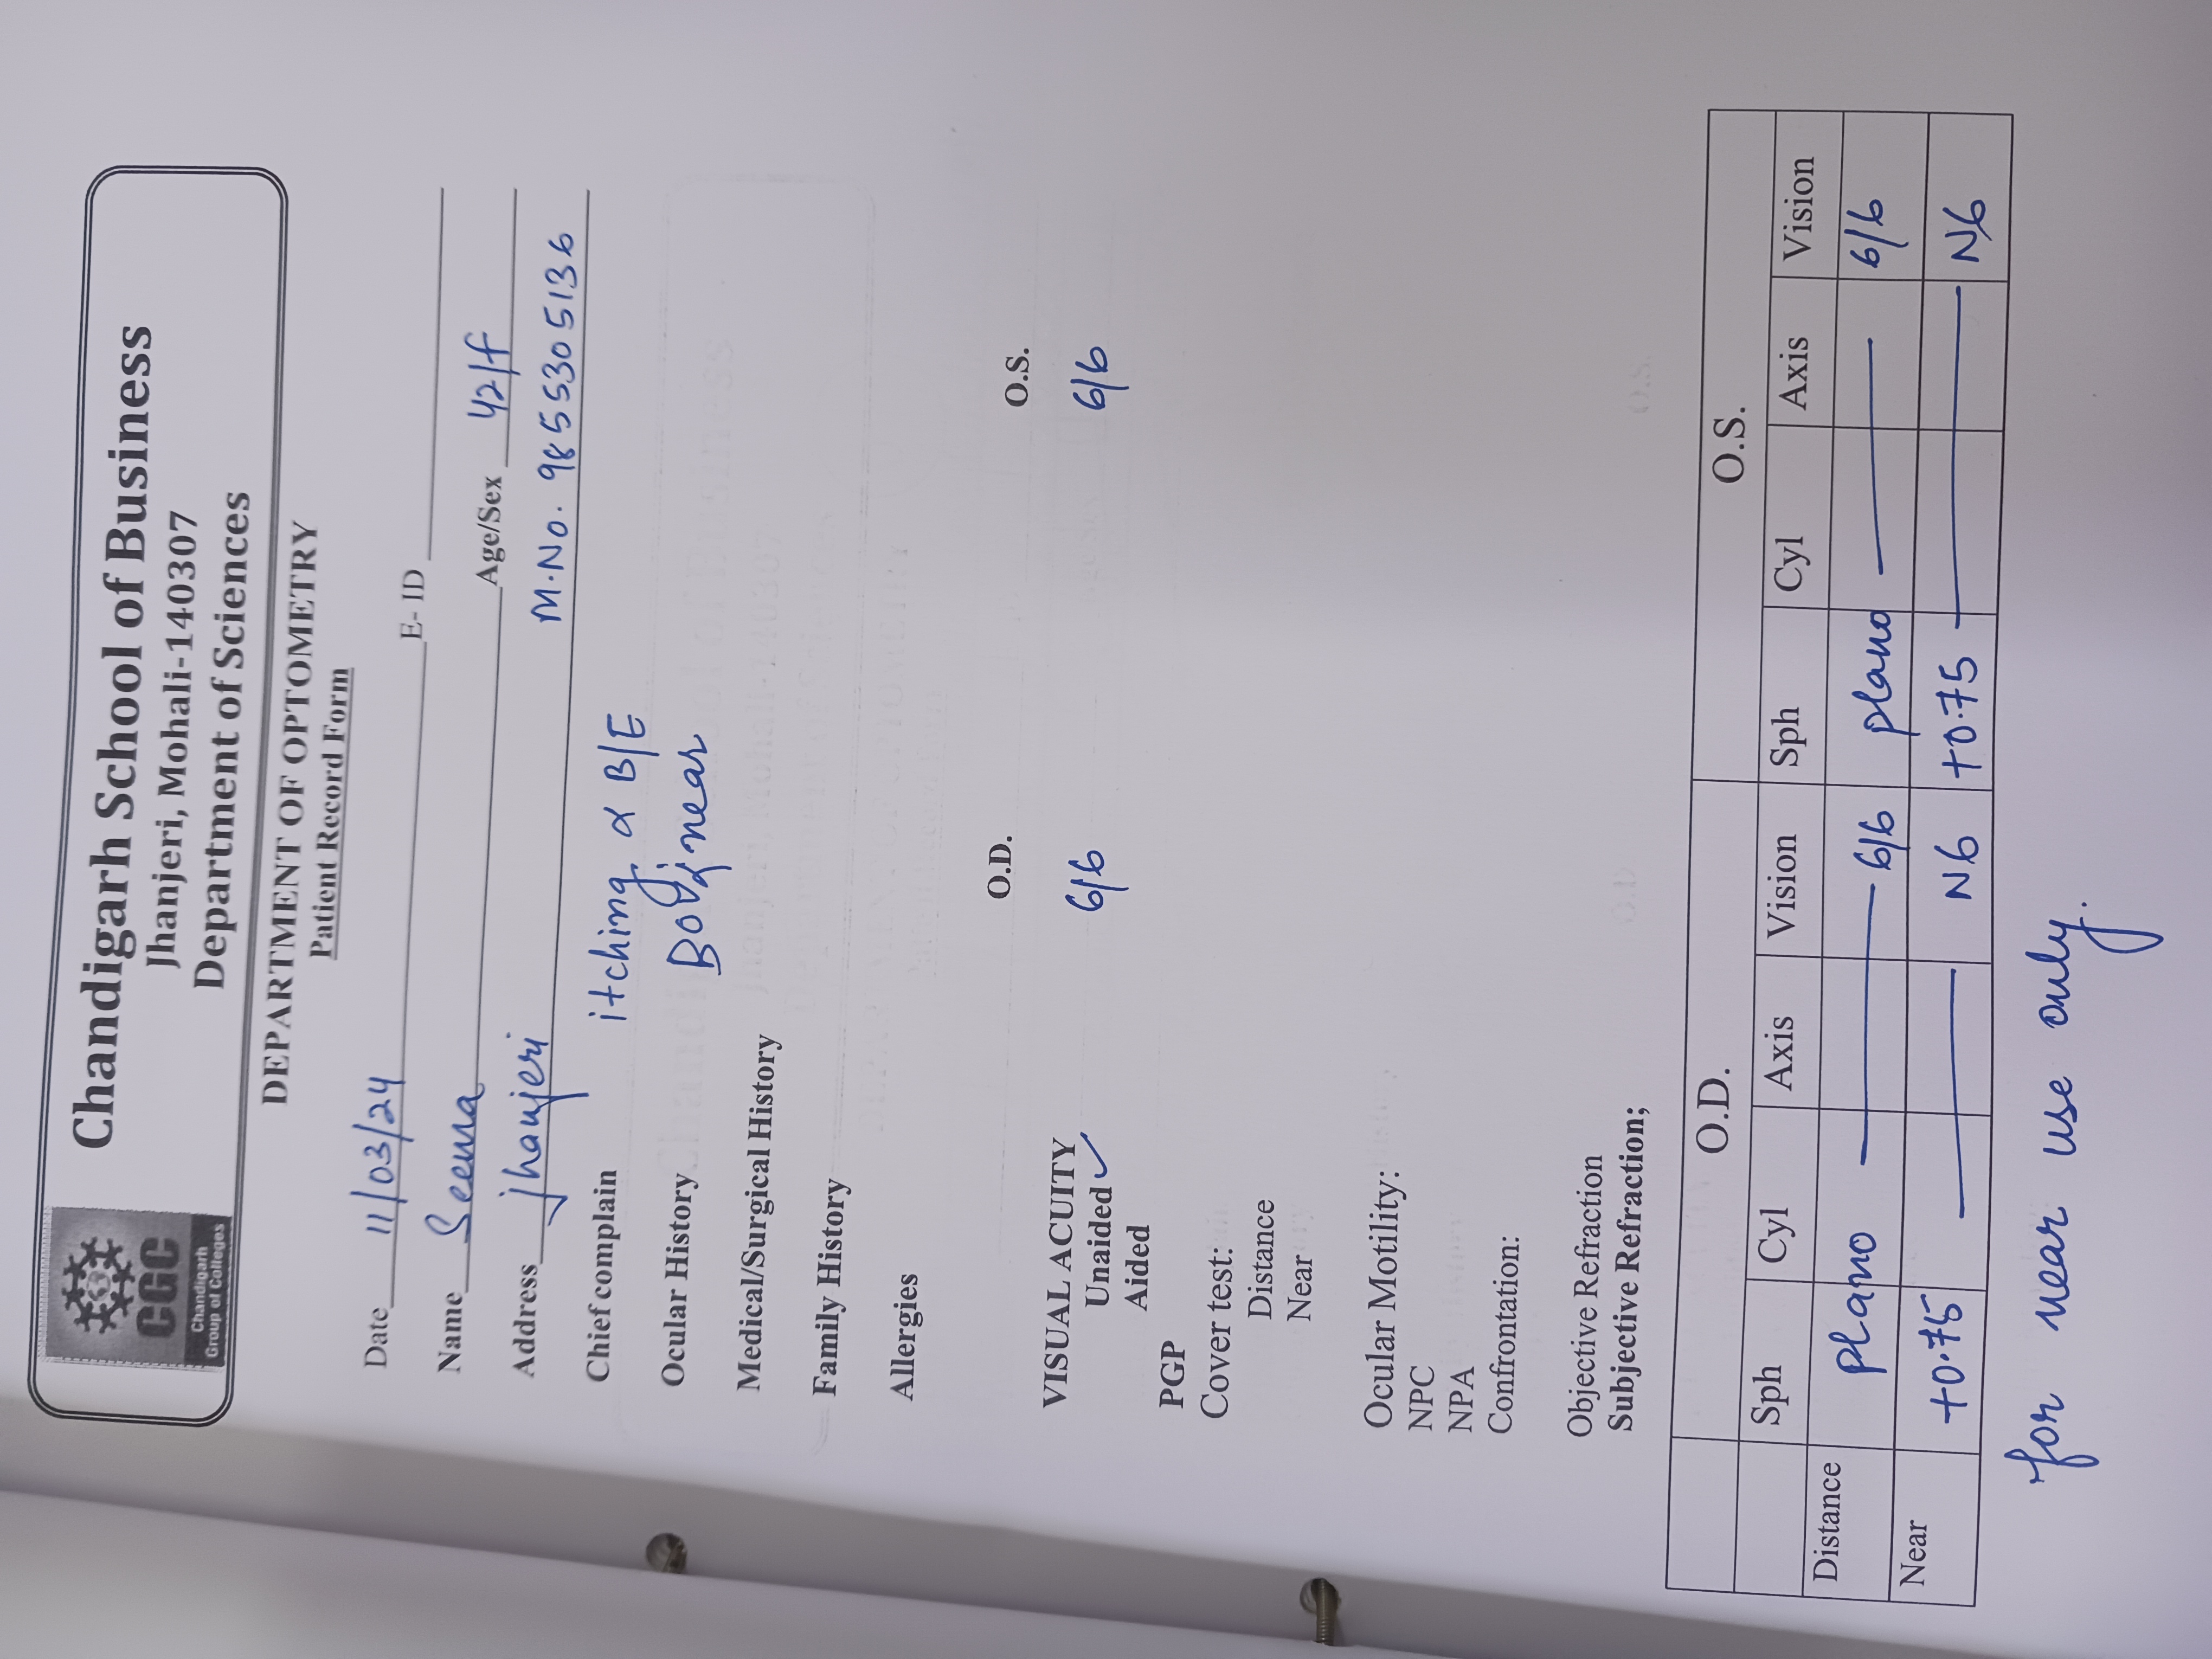 CGC
Chandigarh
Group of Colleges
Chandigarh School of Business
Jhanjeri, Mohali-140307
Department of Sciences
DEPARTMENT OF OPTOMETRY
Patient Record Form
Date 11/03/24 E- ID
Name Seema Age/Sex 42/f
Address jhanjeri M.No. 9855305136
Chief complain itching α B/E
Ocular History BOV near
Medical/Surgical History
Family History
Allergies
O.D. O.S.
VISUAL ACUITY
Unaided ✓ 6/6 6/6
Aided
PGP
Cover test:
Distance
Near
Ocular Motility:
NPC
NPA
Confrontation:
Objective Refraction
Subjective Refraction;
O.D. O.S.
Sph Cyl Axis Vision Sph Cyl Axis Vision
Distance plano — 6/6 plano — 6/6
Near +0.75 — N6 +0.75 — N6
for near use only.